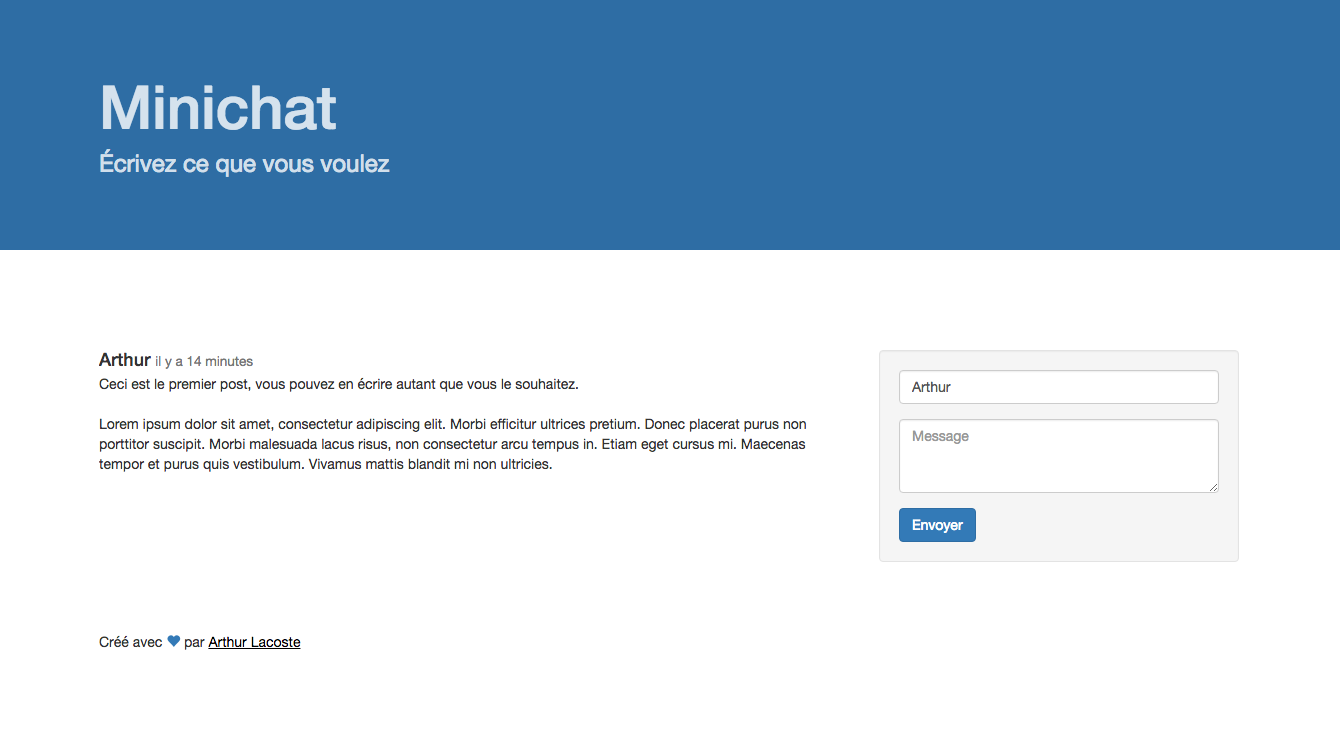 Minichat
Écrivez ce que vous voulez
Arthur il y a 14 minutes
Ceci est le premier post, vous pouvez en écrire autant que vous le souhaitez.
Lorem ipsum dolor sit amet, consectetur adipiscing elit. Morbi efficitur ultrices pretium. Donec placerat purus non
porttitor suscipit. Morbi malesuada lacus risus, non consectetur arcu tempus in. Etiam eget cursus mi. Maecenas
tempor et purus quis vestibulum. Vivamus mattis blandit mi non ultricies.
Arthur
Message
Envoyer
Créé avec ♥ par Arthur Lacoste